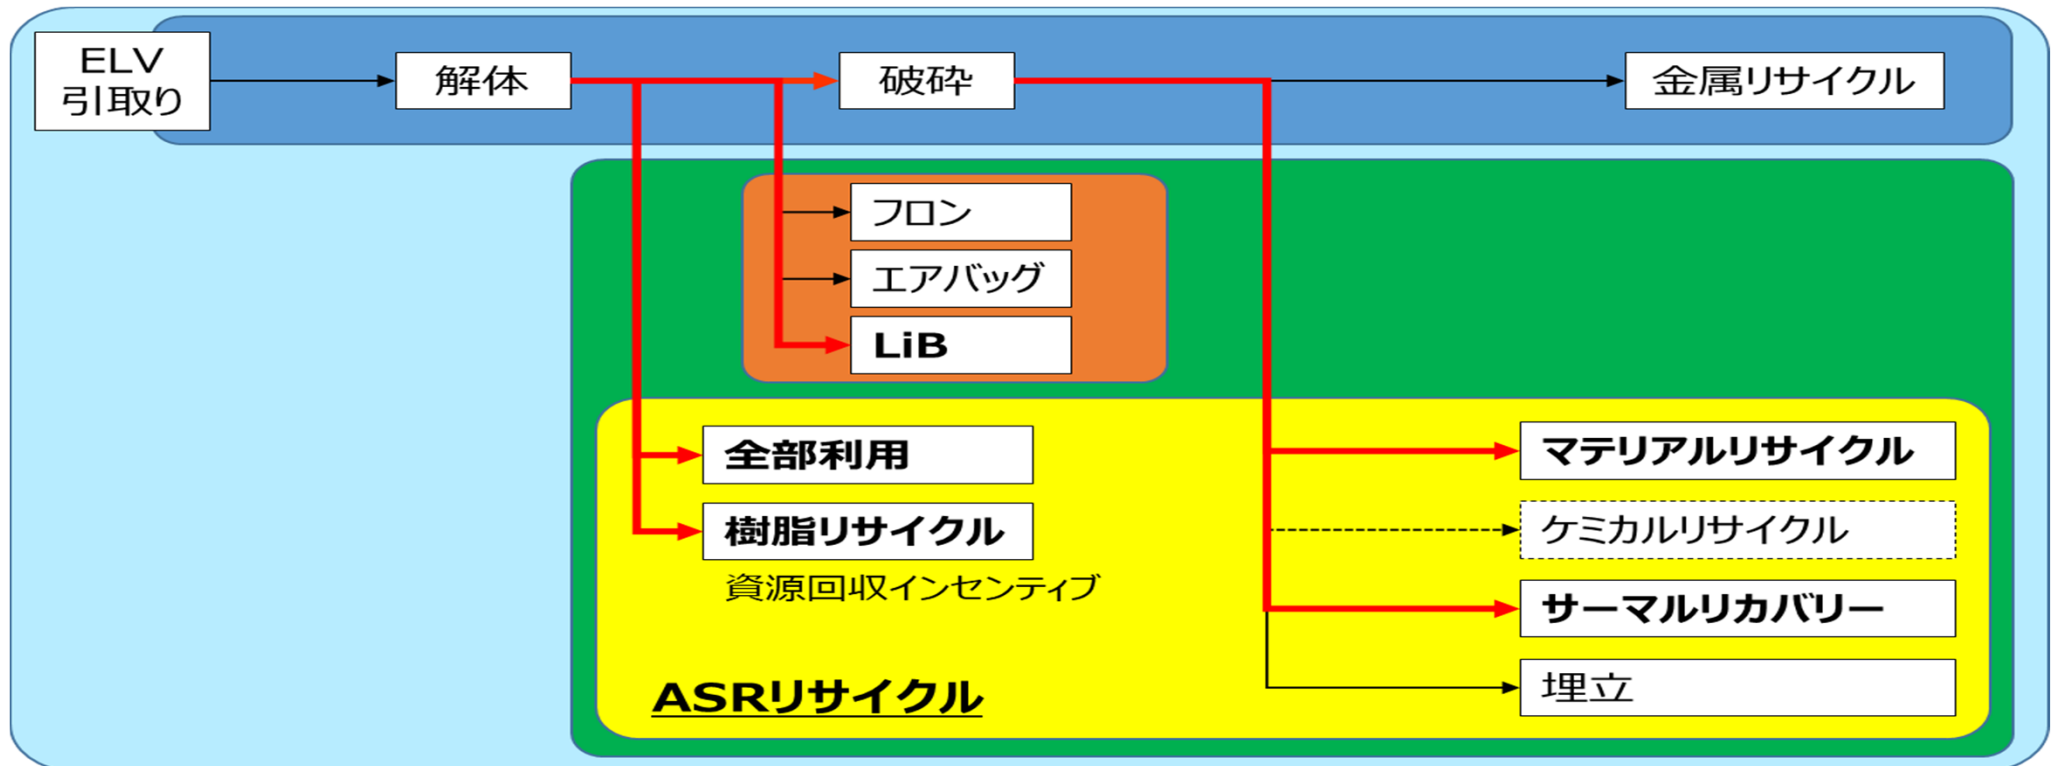 ELV
引取り
解体
破砕
金属リサイクル
フロン
エアバッグ
LiB
全部利用
樹脂リサイクル
資源回収インセンティブ
マテリアルリサイクル
ケミカルリサイクル
サーマルリカバリー
埋立
ASRリサイクル